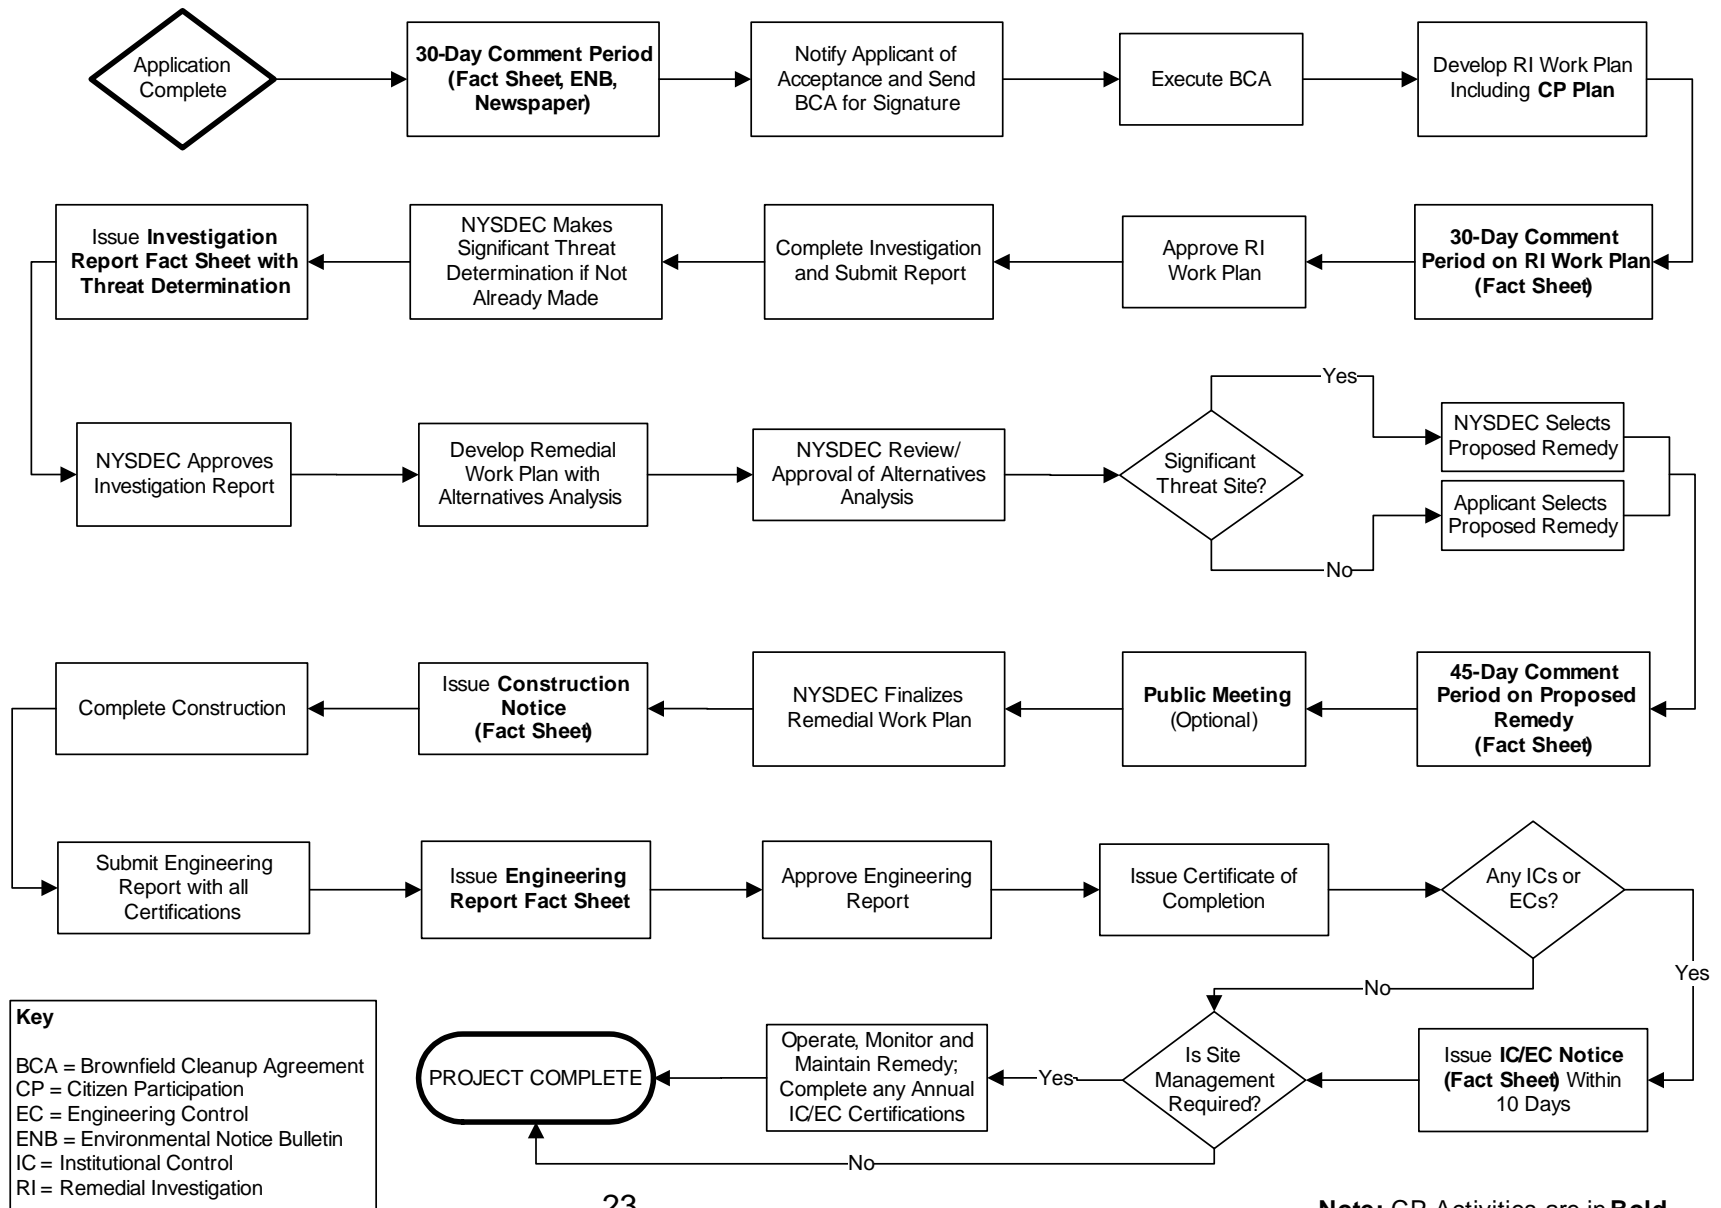 Application
Complete
30-Day Comment Period
(Fact Sheet, ENB,
Newspaper)
Notify Applicant of
Acceptance and Send
BCA for Signature
Execute BCA
Develop RI Work Plan
Including CP Plan
30-Day Comment
Period on RI Work Plan
(Fact Sheet)
Approve RI
Work Plan
Complete Investigation
and Submit Report
NYSDEC Makes
Significant Threat
Determination if Not
Already Made
Issue Investigation
Report Fact Sheet with
Threat Determination
NYSDEC Approves
Investigation Report
Develop Remedial
Work Plan with
Alternatives Analysis
NYSDEC Review/
Approval of Alternatives
Analysis
Significant
Threat Site?
Yes
NYSDEC Selects
Proposed Remedy
No
Applicant Selects
Proposed Remedy
45-Day Comment
Period on Proposed
Remedy
(Fact Sheet)
Public Meeting
(Optional)
NYSDEC Finalizes
Remedial Work Plan
Issue Construction
Notice
(Fact Sheet)
Complete Construction
Submit Engineering
Report with all
Certifications
Issue Engineering
Report Fact Sheet
Approve Engineering
Report
Issue Certificate of
Completion
Any ICs or
ECs?
Yes
No
Issue IC/EC Notice
(Fact Sheet) Within
10 Days
Is Site
Management
Required?
Yes
Operate, Monitor and
Maintain Remedy;
Complete any Annual
IC/EC Certifications
No
PROJECT COMPLETE
Key
BCA = Brownfield Cleanup Agreement
CP = Citizen Participation
EC = Engineering Control
ENB = Environmental Notice Bulletin
IC = Institutional Control
RI = Remedial Investigation
23
Note: CP Activities are in Bold